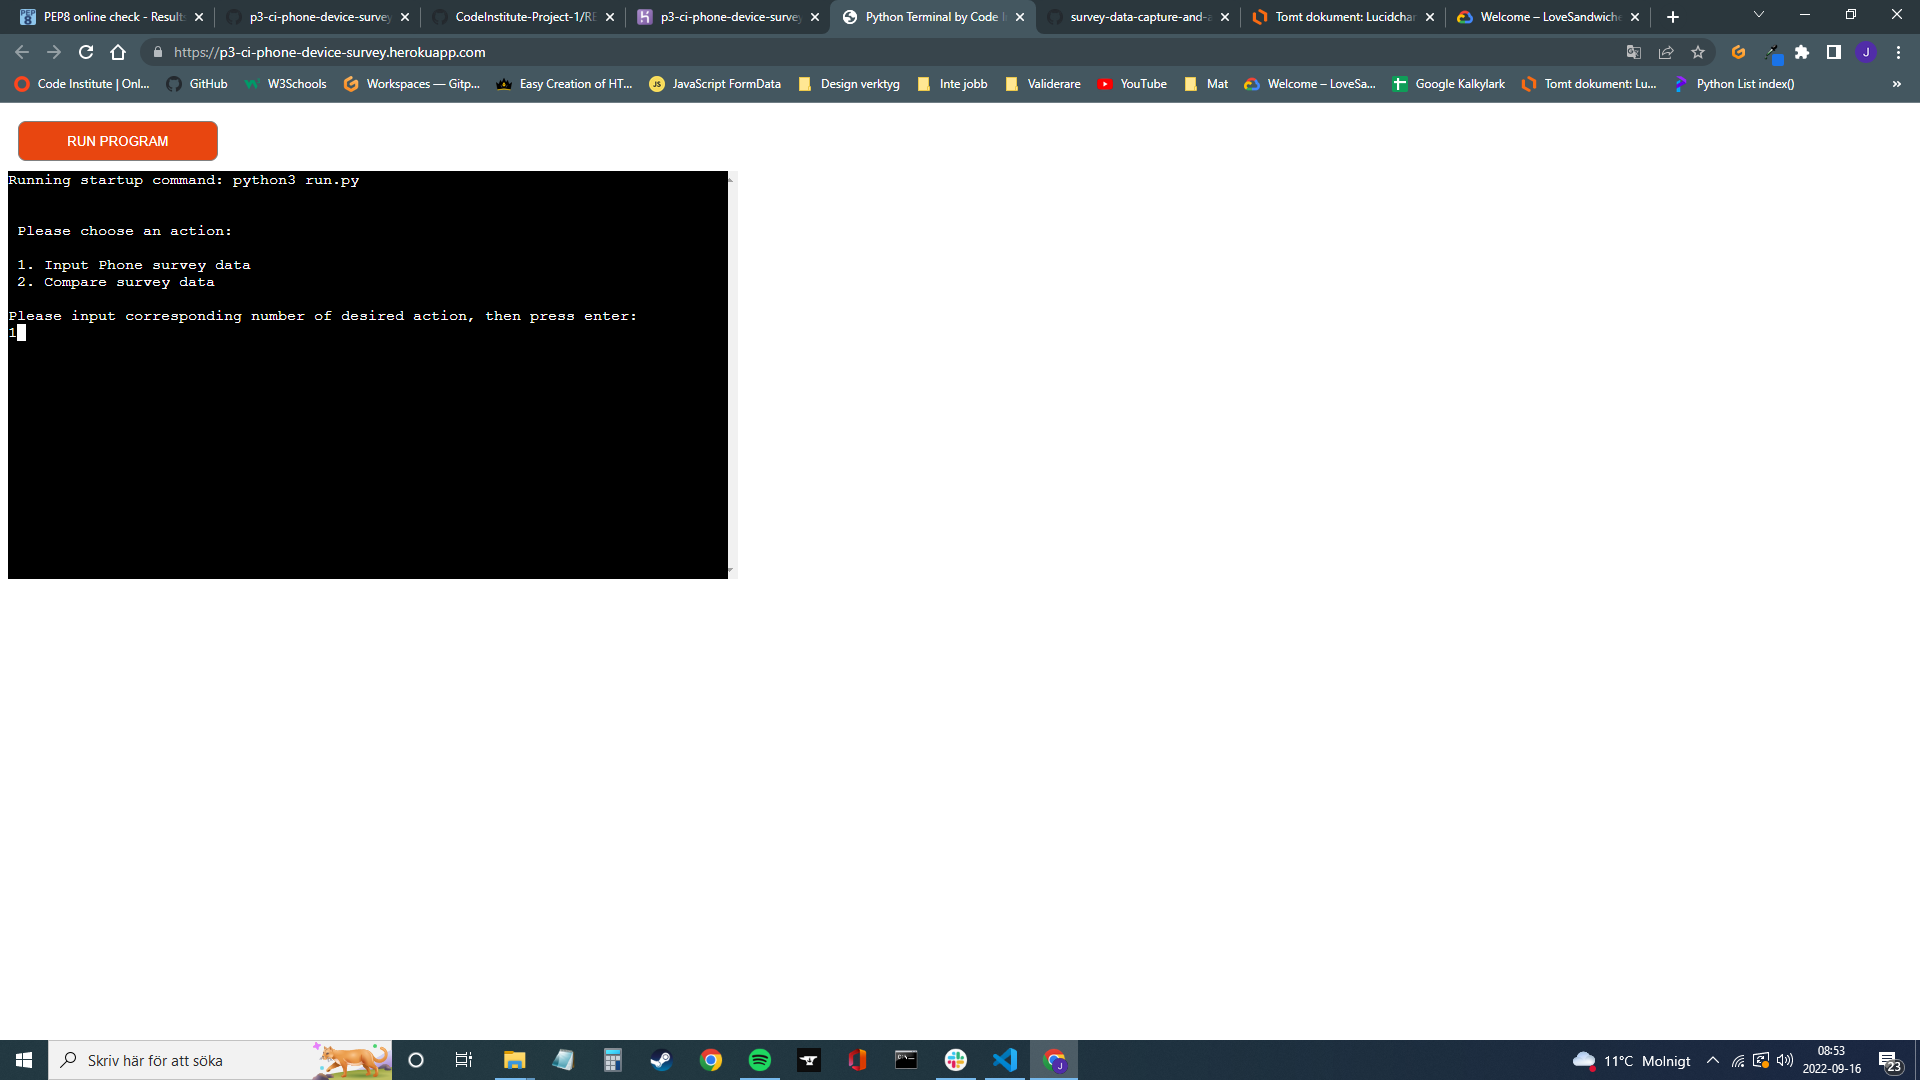 PEP8 online check - Results
p3-ci-phone-device-survey
CodeInstitute-Project-1/RE
p3-ci-phone-device-survey
Python Terminal by Code I
survey-data-capture-and-a
Tomt dokument: Lucidchar
Welcome – LoveSandwiche
https://p3-ci-phone-device-survey.herokuapp.com
J
Code Institute | Onl...
GitHub
W3Schools
Workspaces — Gitp...
Easy Creation of HT...
JS
JavaScript FormData
Design verktyg
Inte jobb
Validerare
YouTube
Mat
Welcome – LoveSa...
Google Kalkylark
Tomt dokument: Lu...
Python List index()
»
RUN PROGRAM
Running startup command: python3 run.py
Please choose an action:
1. Input Phone survey data
2. Compare survey data
Please input corresponding number of desired action, then press enter:
1
Skriv här för att söka
11°C Molnigt
08:53
2022-09-16
23